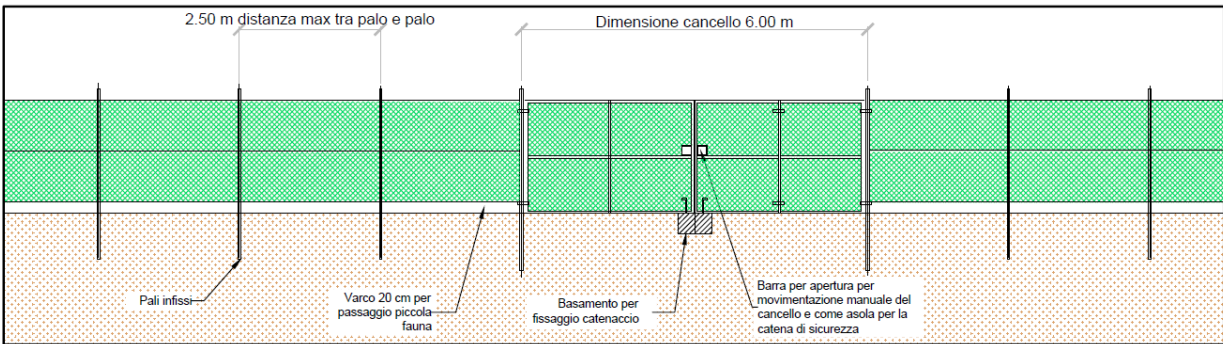 2.50 m distanza max tra palo e palo
Dimensione cancello 6.00 m
Pali infissi
Varco 20 cm per
passaggio piccola
fauna
Basamento per
fissaggio catenaccio
Barra per apertura per
movimentazione manuale del
cancello e come asola per la
catena di sicurezza